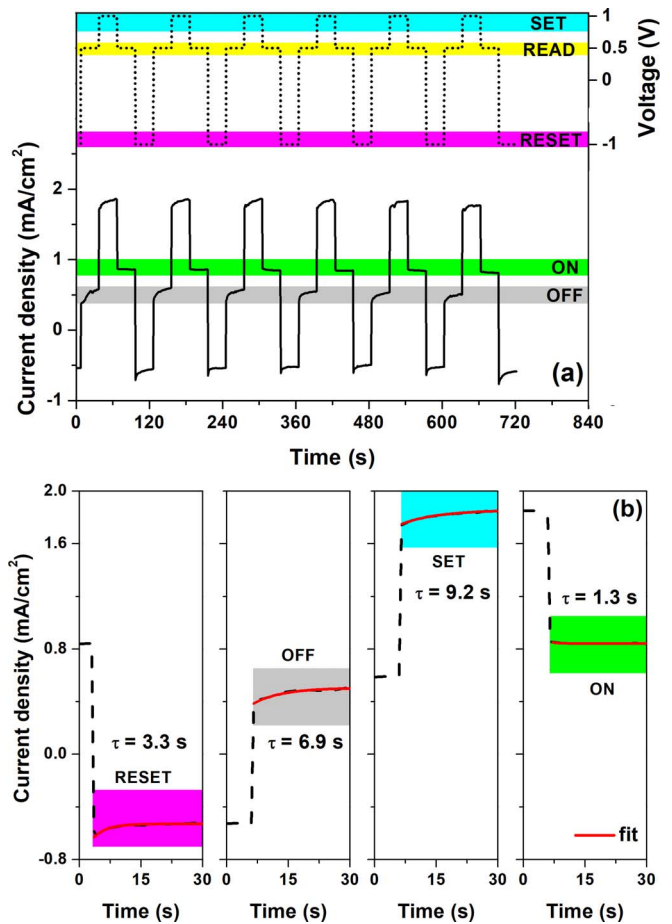 SET
READ
RESET
1
0.5
0
-1
Voltage (V)
2
1
0
-1
Current density (mA/cm²)
ON
OFF
(a)
0 120 240 360 480 600 720 840
Time (s)
2.0
1.6
0.8
0.0
-0.8
Current density (mA/cm²)
τ = 3.3 s
RESET
OFF
τ = 6.9 s
SET
τ = 9.2 s
(b)
τ = 1.3 s
ON
fit
0 15 30 0 15 30 0 15 30 0 15 30
Time (s) Time (s) Time (s) Time (s)